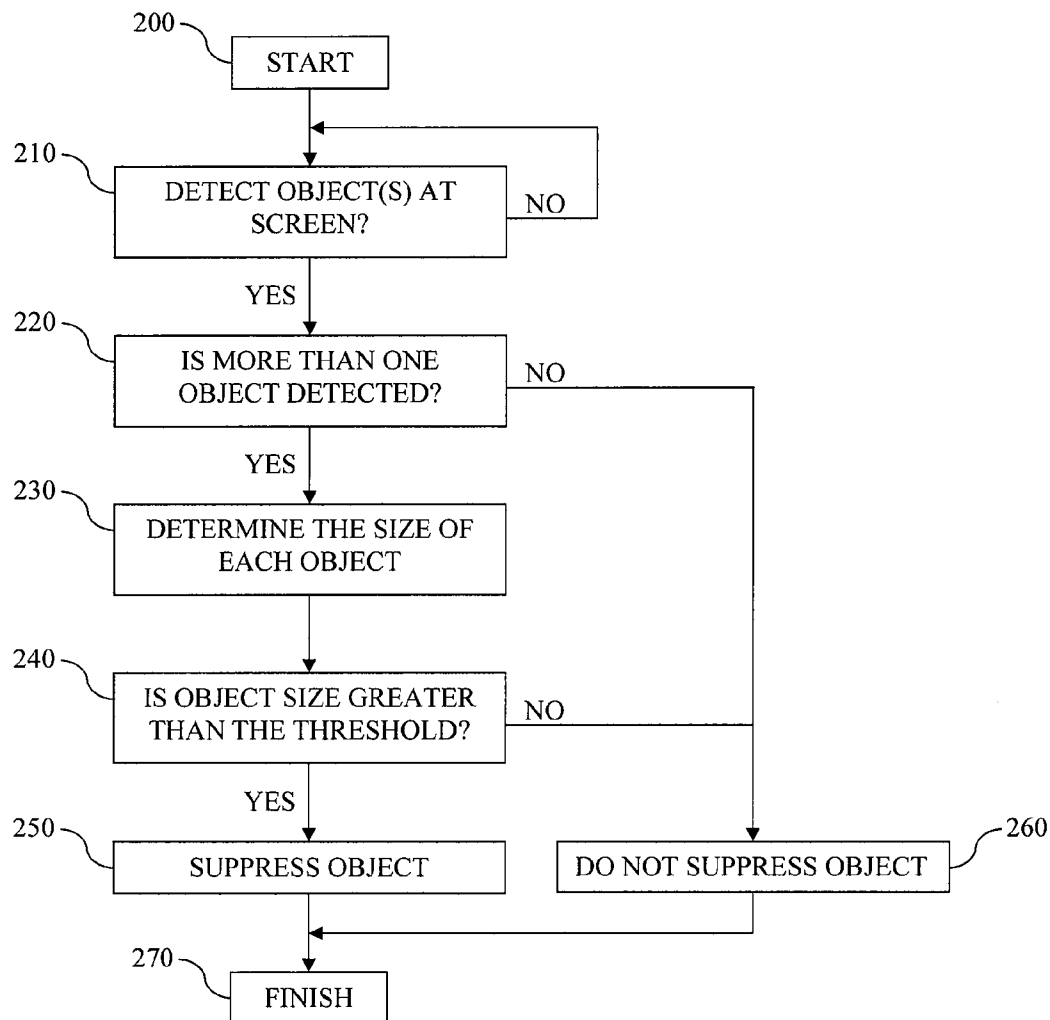 200
START
210
DETECT OBJECT(S) AT
SCREEN?
NO
YES
220
IS MORE THAN ONE
OBJECT DETECTED?
NO
YES
230
DETERMINE THE SIZE OF
EACH OBJECT
240
IS OBJECT SIZE GREATER
THAN THE THRESHOLD?
NO
YES
250
SUPPRESS OBJECT
260
DO NOT SUPPRESS OBJECT
270
FINISH